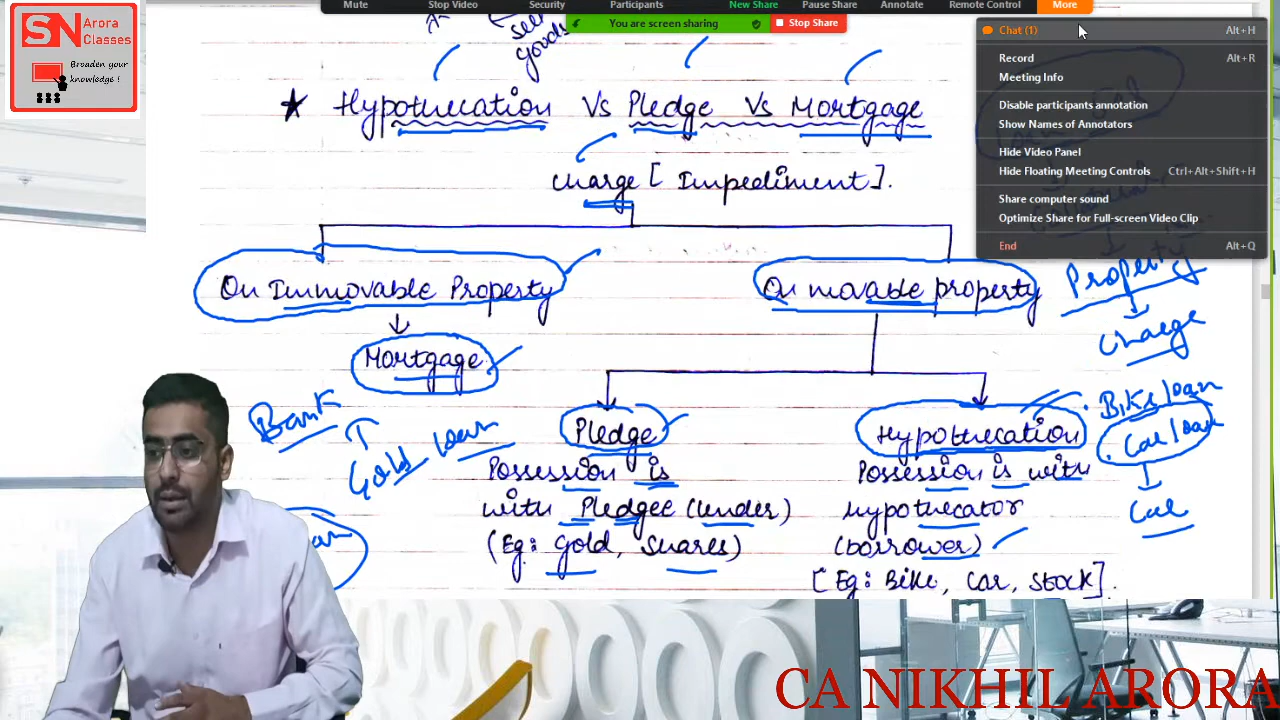 Mute Stop Video Security Participants New Share Pause Share Annotate Remote Control More
You are screen sharing Stop Share
SN Arora Classes
Broaden your knowledge !
Chat (1) Alt+H
Record Alt+R
Meeting Info
Disable participants annotation
Show Names of Annotators
Hide Video Panel
Hide Floating Meeting Controls Ctrl+Alt+Shift+H
Share computer sound
Optimize Share for Full-screen Video Clip
End Alt+Q
sell goods
★ Hypothecation Vs Pledge Vs Mortgage
charge [ Impediment ].
On Immovable Property
On movable property
Property
charge
Mortgage
Bank
Gold loan
Pledge
Possession is
with Pledgee (lender)
(Eg: Gold, Shares)
Hypothecation
Possession is with
hypothecator
(borrower)
[ Eg: Bike, Car, Stock ].
Bike loan
Car loan
Car
CA NIKHIL ARORA